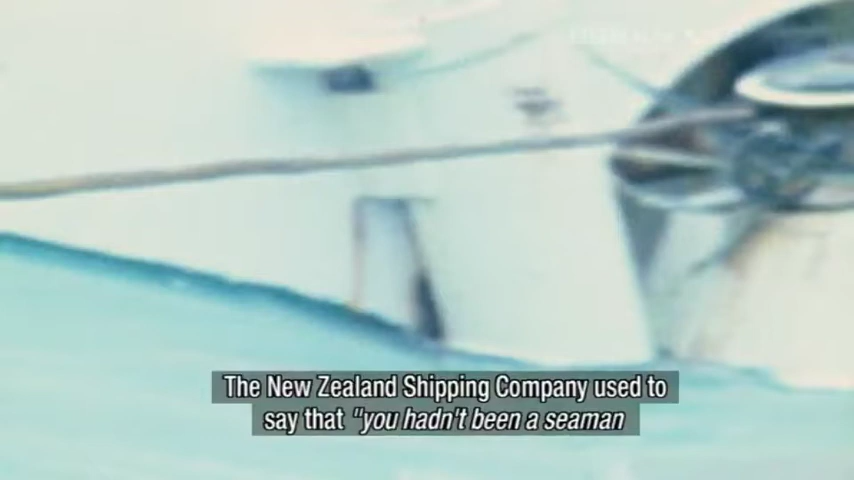 The New Zealand Shipping Company used to
say that "you hadn't been a seaman